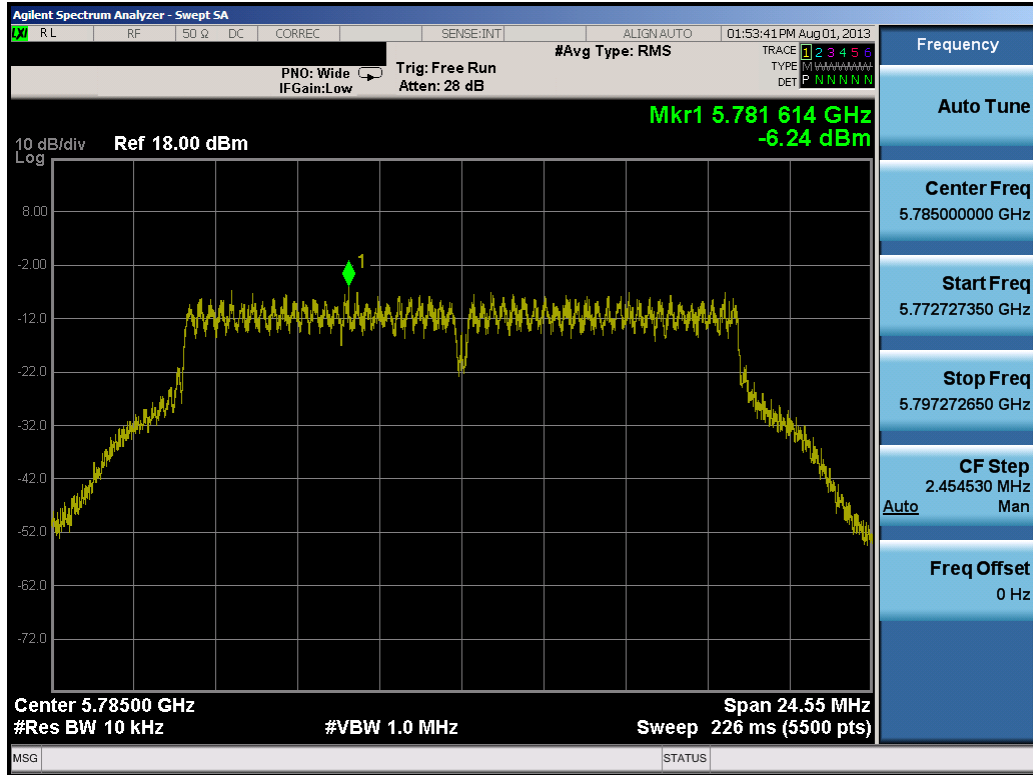 Agilent Spectrum Analyzer - Swept SA
LXI RL RF 50 Ω DC CORREC SENSE:INT ALIGN AUTO 01:53:41 PM Aug 01, 2013
#Avg Type: RMS TRACE 1 2 3 4 5 6
PNO: Wide Trig: Free Run TYPE M WWWWW
IFGain:Low Atten: 28 dB DET P N N N N N
Mkr1 5.781 614 GHz
-6.24 dBm
10 dB/div Ref 18.00 dBm
Log
8.00
1
-2.00
-12.0
-22.0
-32.0
-42.0
-52.0
-62.0
-72.0
Center 5.78500 GHz Span 24.55 MHz
#Res BW 10 kHz #VBW 1.0 MHz Sweep 226 ms (5500 pts)
MSG STATUS
Frequency
Auto Tune
Center Freq
5.785000000 GHz
Start Freq
5.772727350 GHz
Stop Freq
5.797272650 GHz
CF Step
2.454530 MHz
Auto Man
Freq Offset
0 Hz